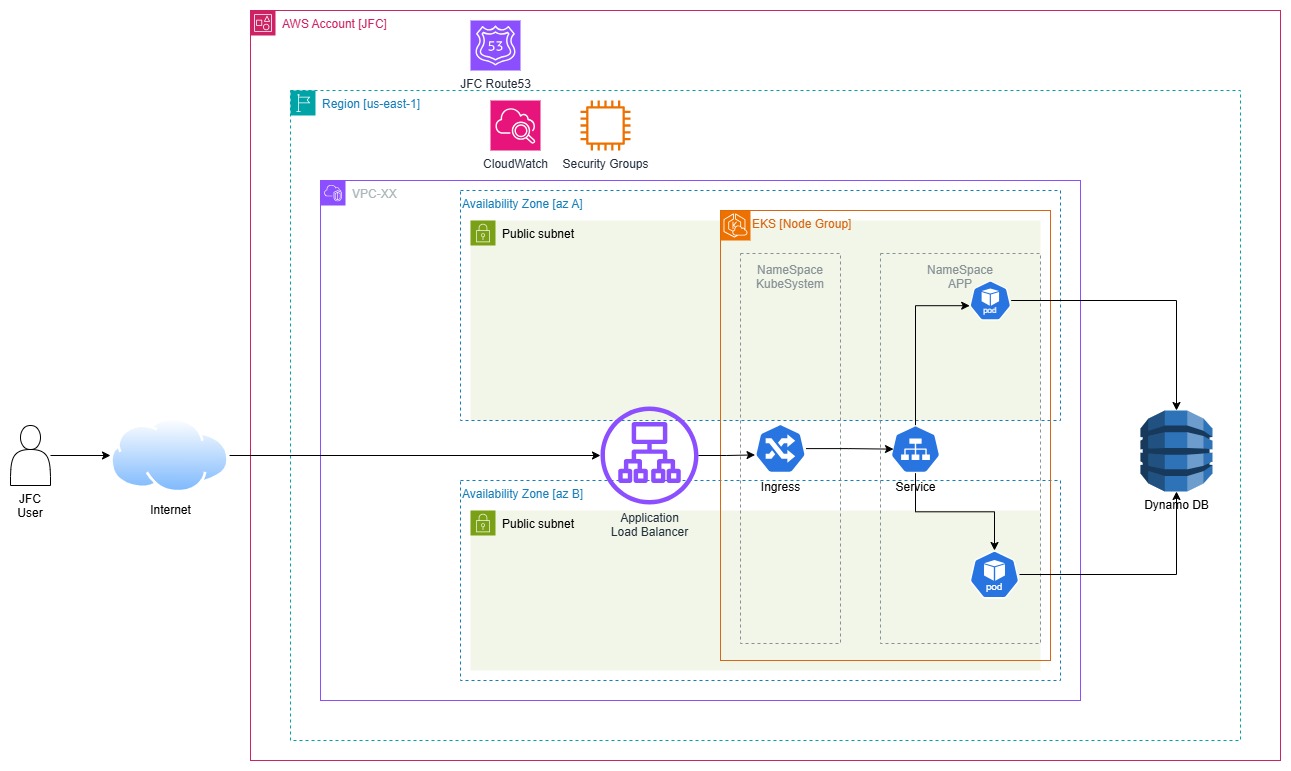 AWS Account [JFC]
53
JFC Route53
Region [us-east-1]
CloudWatch
Security Groups
VPC-XX
Availability Zone [az A]
Public subnet
EKS [Node Group]
NameSpace
KubeSystem
NameSpace
APP
pod
JFC
User
Internet
Application
Load Balancer
Ingress
Service
Dynamo DB
Availability Zone [az B]
Public subnet
pod